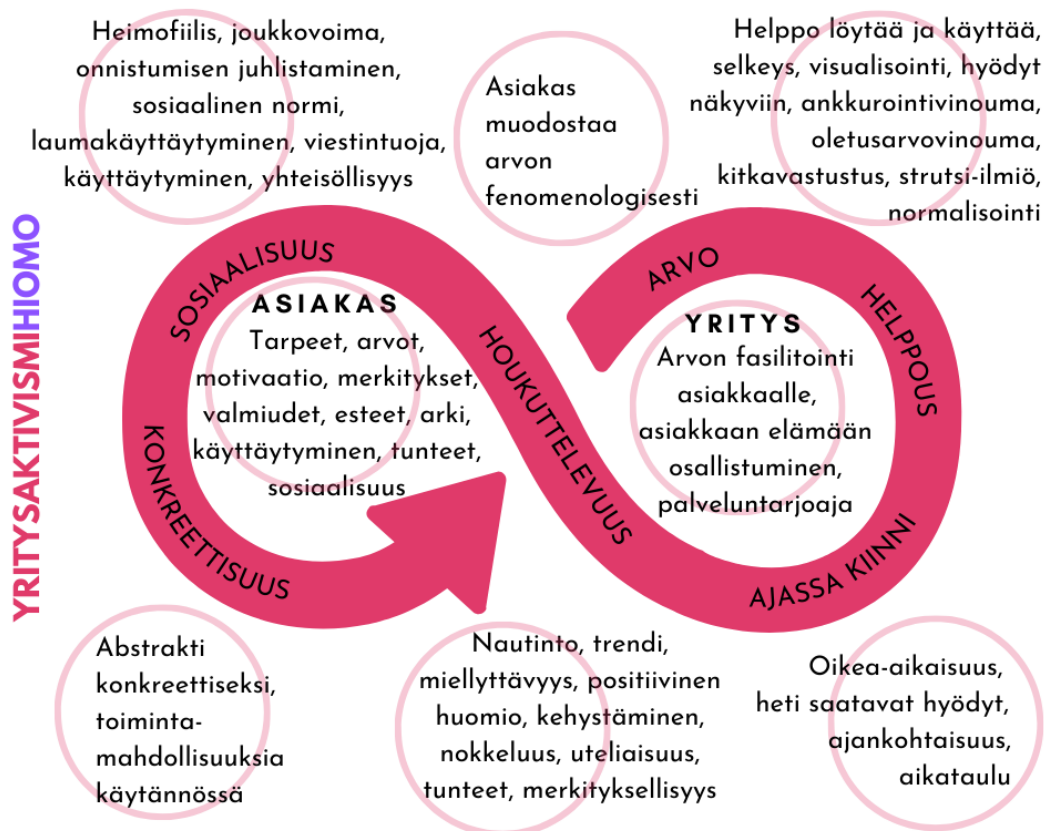 Heimofiilis, joukkovoima,
onnistumisen juhlistaminen,
sosiaalinen normi,
laumakäyttäytyminen, viestintuoja,
käyttäytyminen, yhteisöllisyys
Asiakas
muodostaa
arvon
fenomenologisesti
Helppo löytää ja käyttää,
selkeys, visualisointi, hyödyt
näkyviin, ankkurointivinouma,
oletusarvovinouma,
kitkavastustus, strutsi-ilmiö,
normalisointi
YRITYSAKTIVISMIHIOMO
SOSIAALISUUS
ASIAKAS
Tarpeet, arvot,
motivaatio, merkitykset,
valmiudet, esteet, arki,
käyttäytyminen, tunteet,
sosiaalisuus
KONKREETTISUUS
HOUKUTTELEVUUS
ARVO
HELPPOUS
YRITYS
Arvon fasilitointi
asiakkaalle,
asiakkaan elämään
osallistuminen,
palveluntarjoaja
AJASSA KIINNI
Abstrakti
konkreettiseksi,
toiminta-
mahdollisuuksia
käytännössä
Nautinto, trendi,
miellyttävyys, positiivinen
huomio, kehystäminen,
nokkeluus, uteliaisuus,
tunteet, merkityksellisyys
Oikea-aikaisuus,
heti saatavat hyödyt,
ajankohtaisuus,
aikataulu